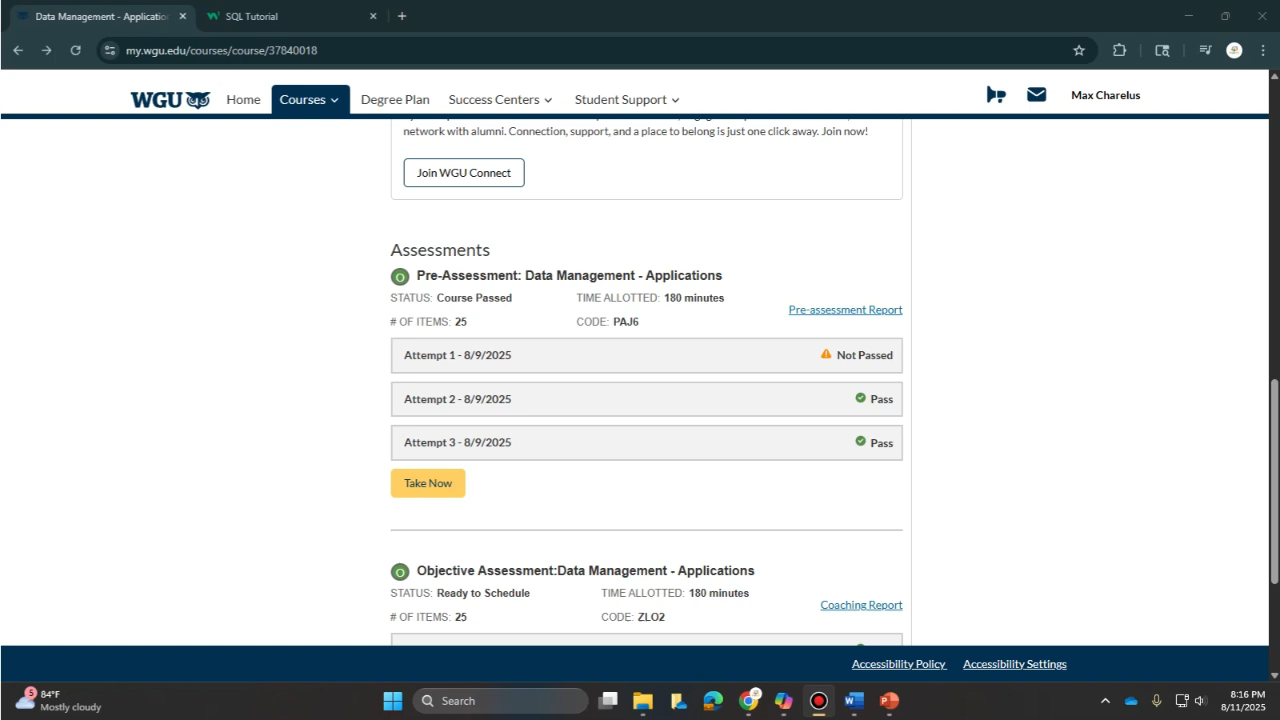 Data Management - Applicatio
SQL Tutorial
my.wgu.edu/courses/course/37840018
WGU
Home
Courses
Degree Plan
Success Centers
Student Support
Max Charelus
network with alumni. Connection, support, and a place to belong is just one click away. Join now!
Join WGU Connect
Assessments
Pre-Assessment: Data Management - Applications
STATUS: Course Passed
TIME ALLOTTED: 180 minutes
Pre-assessment Report
# OF ITEMS: 25
CODE: PAJ6
Attempt 1 - 8/9/2025
Not Passed
Attempt 2 - 8/9/2025
Pass
Attempt 3 - 8/9/2025
Pass
Take Now
Objective Assessment:Data Management - Applications
STATUS: Ready to Schedule
TIME ALLOTTED: 180 minutes
Coaching Report
# OF ITEMS: 25
CODE: ZLO2
Accessibility Policy
Accessibility Settings
5
84°F
Mostly cloudy
Search
8:16 PM
8/11/2025